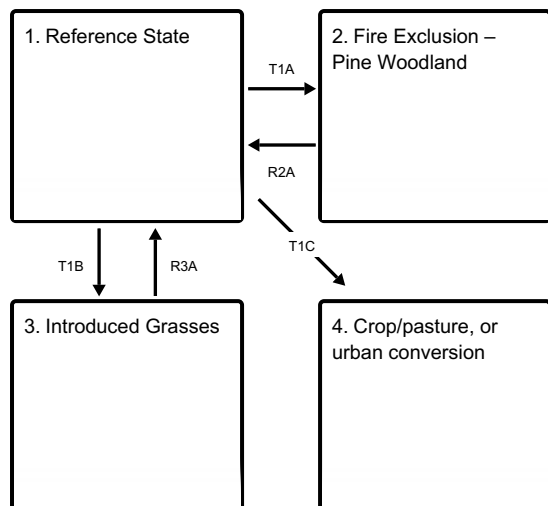 1. Reference State
2. Fire Exclusion –
Pine Woodland
T1A
R2A
T1C
T1B
R3A
3. Introduced Grasses
4. Crop/pasture, or
urban conversion